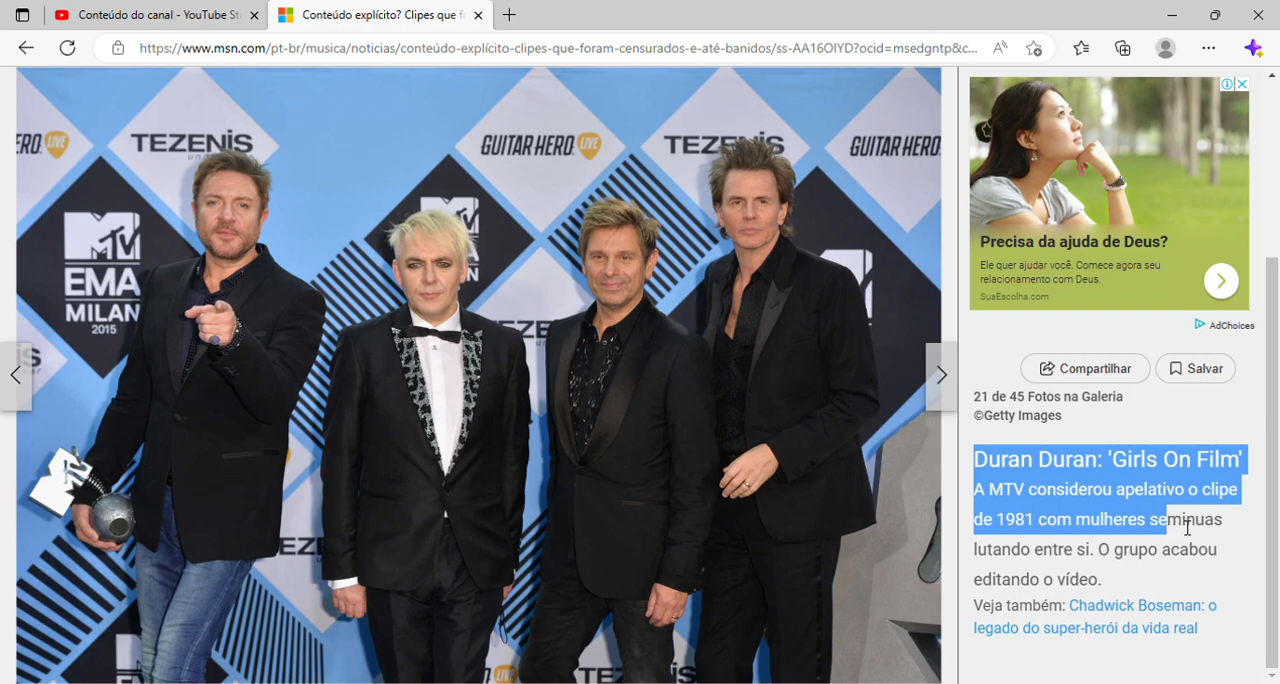 Conteúdo do canal - YouTube St
Conteúdo explícito? Clipes que f
https://www.msn.com/pt-br/musica/noticias/conteúdo-explícito-clipes-que-foram-censurados-e-até-banidos/ss-AA16OIYD?ocid=msedgntp&c...
ERO LIVE
TEZENIS
GUITAR HERO LIVE
TEZENIS
GUITAR HERO
MTV
EMA
MILAN
2015
Precisa da ajuda de Deus?
Ele quer ajudar você. Comece agora seu
relacionamento com Deus.
SuaEscolha.com
AdChoices
Compartilhar
Salvar
21 de 45 Fotos na Galeria
©Getty Images
Duran Duran: 'Girls On Film'
A MTV considerou apelativo o clipe
de 1981 com mulheres seminuas
lutando entre si. O grupo acabou
editando o vídeo.
Veja também: Chadwick Boseman: o
legado do super-herói da vida real